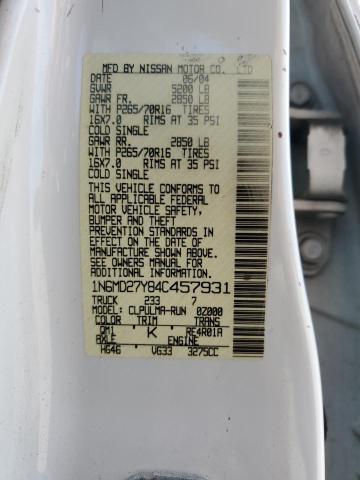 MFD BY NISSAN MOTOR CO. LTD
DATE 06/04
GVWR 5200 LB
GAWR FR. 2850 LB
WITH P265/70R16 TIRES
16X7.0 RIMS AT 35 PSI
COLD SINGLE
GAWR RR. 2850 LB
WITH P265/70R16 TIRES
16X7.0 RIMS AT 35 PSI
COLD SINGLE
THIS VEHICLE CONFORMS TO
ALL APPLICABLE FEDERAL
MOTOR VEHICLE SAFETY,
BUMPER AND THEFT
PREVENTION STANDARDS IN
EFFECT ON THE DATE OF
MANUFACTURE SHOWN ABOVE.
SEE OWNERS MANUAL FOR
ADDITIONAL INFORMATION
1N6MD27Y84C457931
TRUCK 233 7
MODEL: CLPULMA-RUN 0Z000
COLOR TRIM TRANS
QM1 K RE4R01A
AXLE ENGINE
HG46 VG33 3275CC